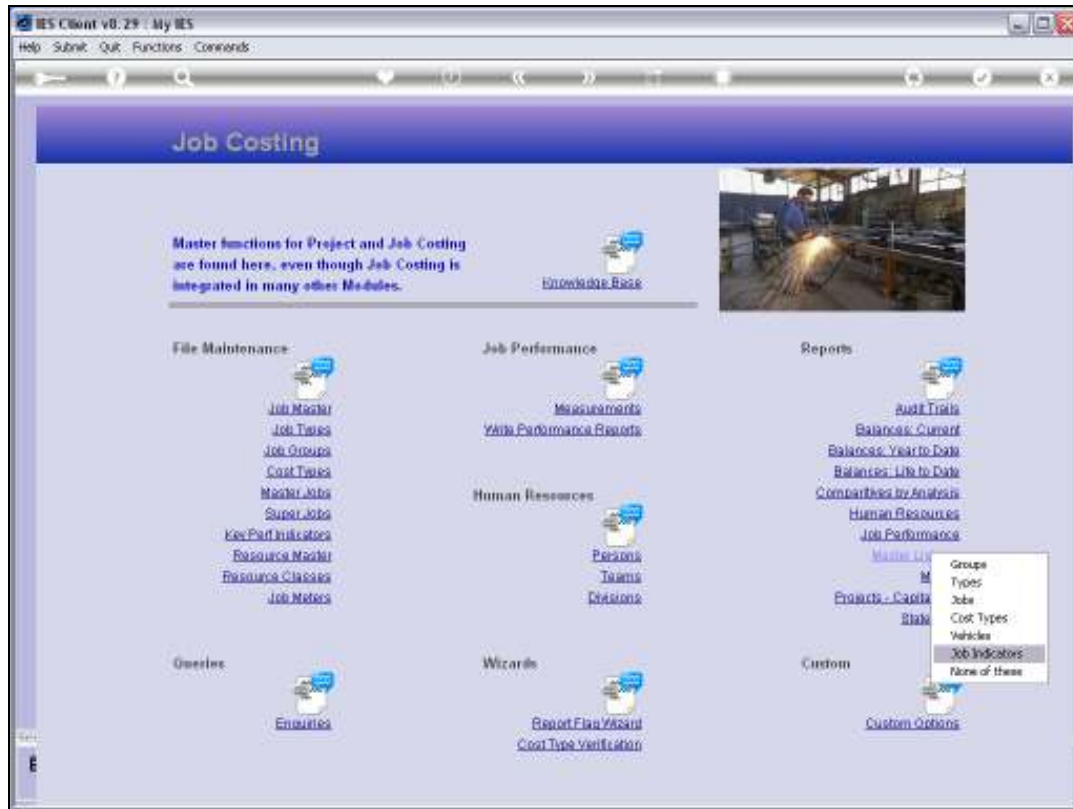 IES Client v8.29 : My IES
Help Submit Quit Functions Commands
Job Costing
Master functions for Project and Job Costing
are found here, even though Job Costing is
integrated in many other Modules.
Knowledge Base
File Maintenance
Job Master
Job Types
Job Groups
Cost Types
Master Jobs
Super Jobs
Key Perf Indicators
Resource Master
Resource Classes
Job Meters
Job Performance
Measurements
Write Performance Reports
Human Resources
Persons
Teams
Divisions
Reports
Audit Trails
Balances: Current
Balances: Year to Date
Balances: Life to Date
Comparitives by Analysis
Human Resources
Job Performance
Master
Projects - Capita
Groups
Types
Jobs
Cost Types
Vehicles
Job Indicators
None of these
Queries
Enquiries
Wizards
Report Flag Wizard
Cost Type Verification
Custom
Custom Options